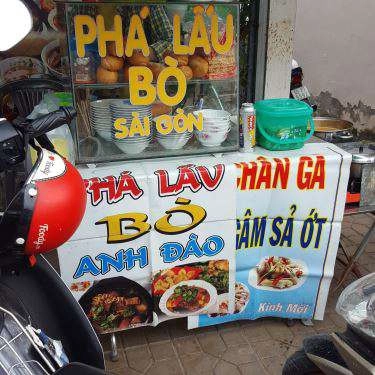 PHÁ LẤU
BÒ
SÀI GÒN
PHÁ LẤU
BÒ
ANH ĐÀO
CHÂN GÀ
NGÂM SẢ ỚT
Kính Mời